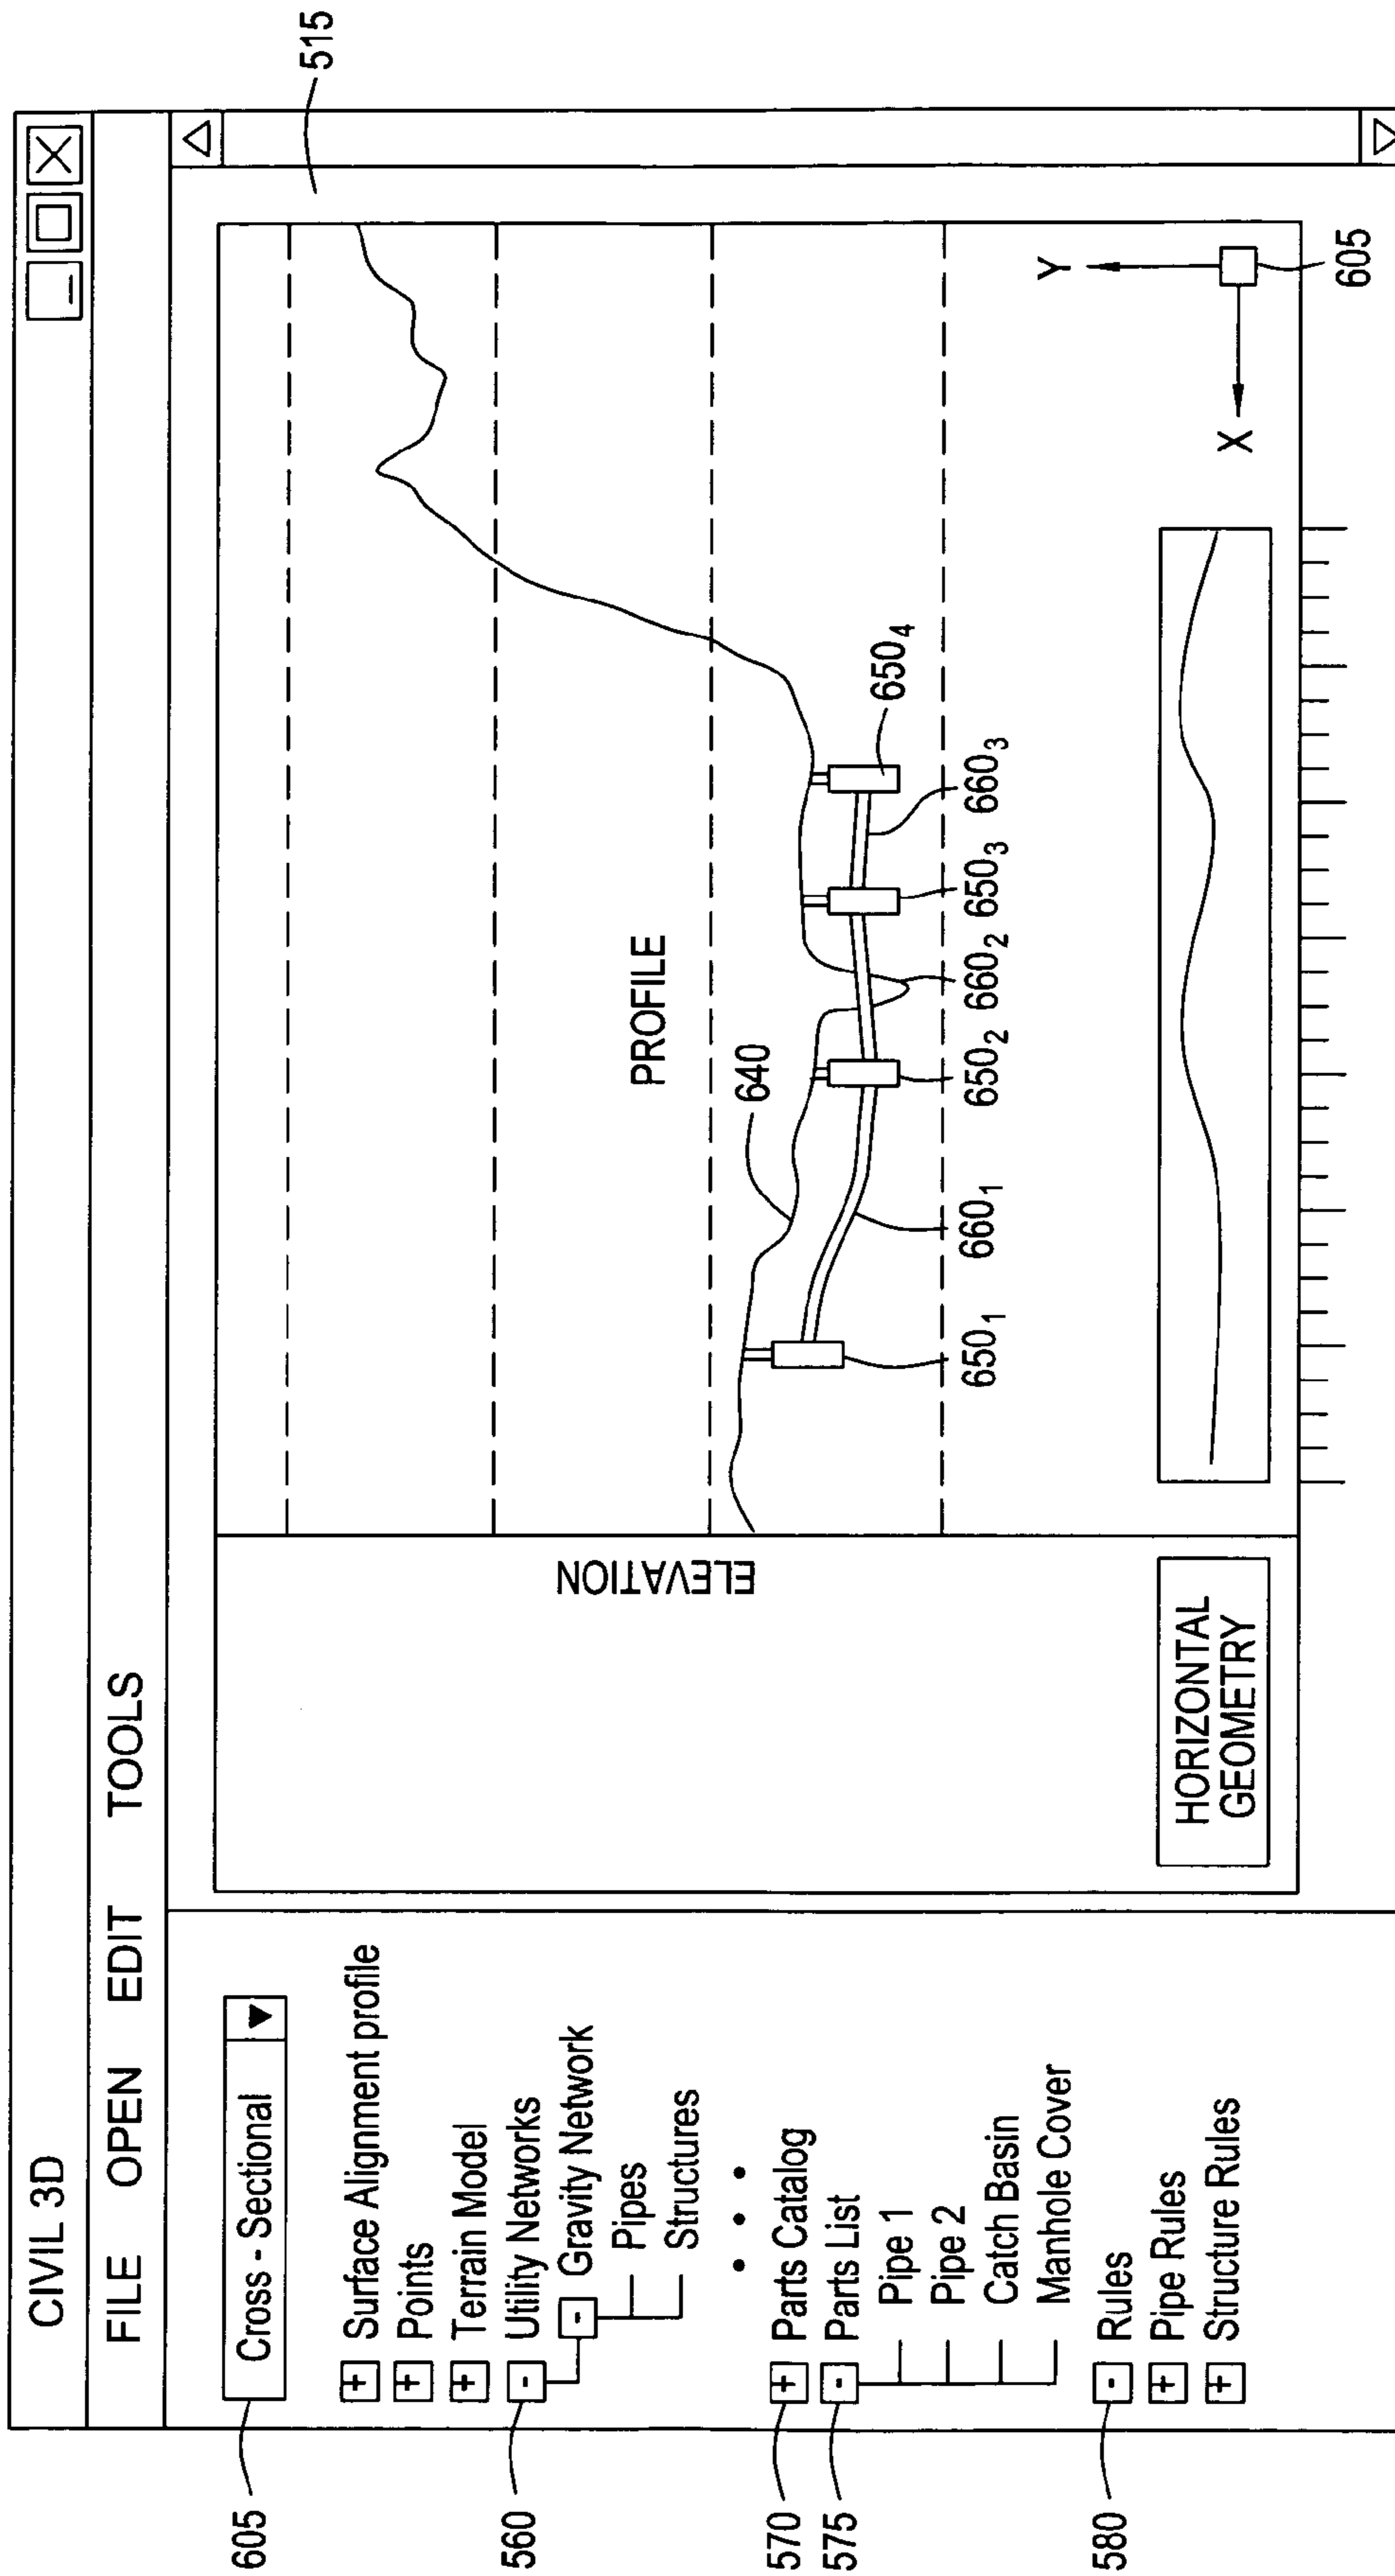 CIVIL 3D
FILE OPEN EDIT TOOLS
605
Cross - Sectional
+ Surface Alignment profile
+ Points
+ Terrain Model
560
- Utility Networks
- Gravity Network
Pipes
Structures
• • •
570
+ Parts Catalog
575
- Parts List
Pipe 1
Pipe 2
Catch Basin
Manhole Cover
580
- Rules
+ Pipe Rules
+ Structure Rules
515
ELEVATION
PROFILE
640
650₄
650₁
660₁
650₂
660₂
650₃
660₃
Y
X
605
HORIZONTAL
GEOMETRY